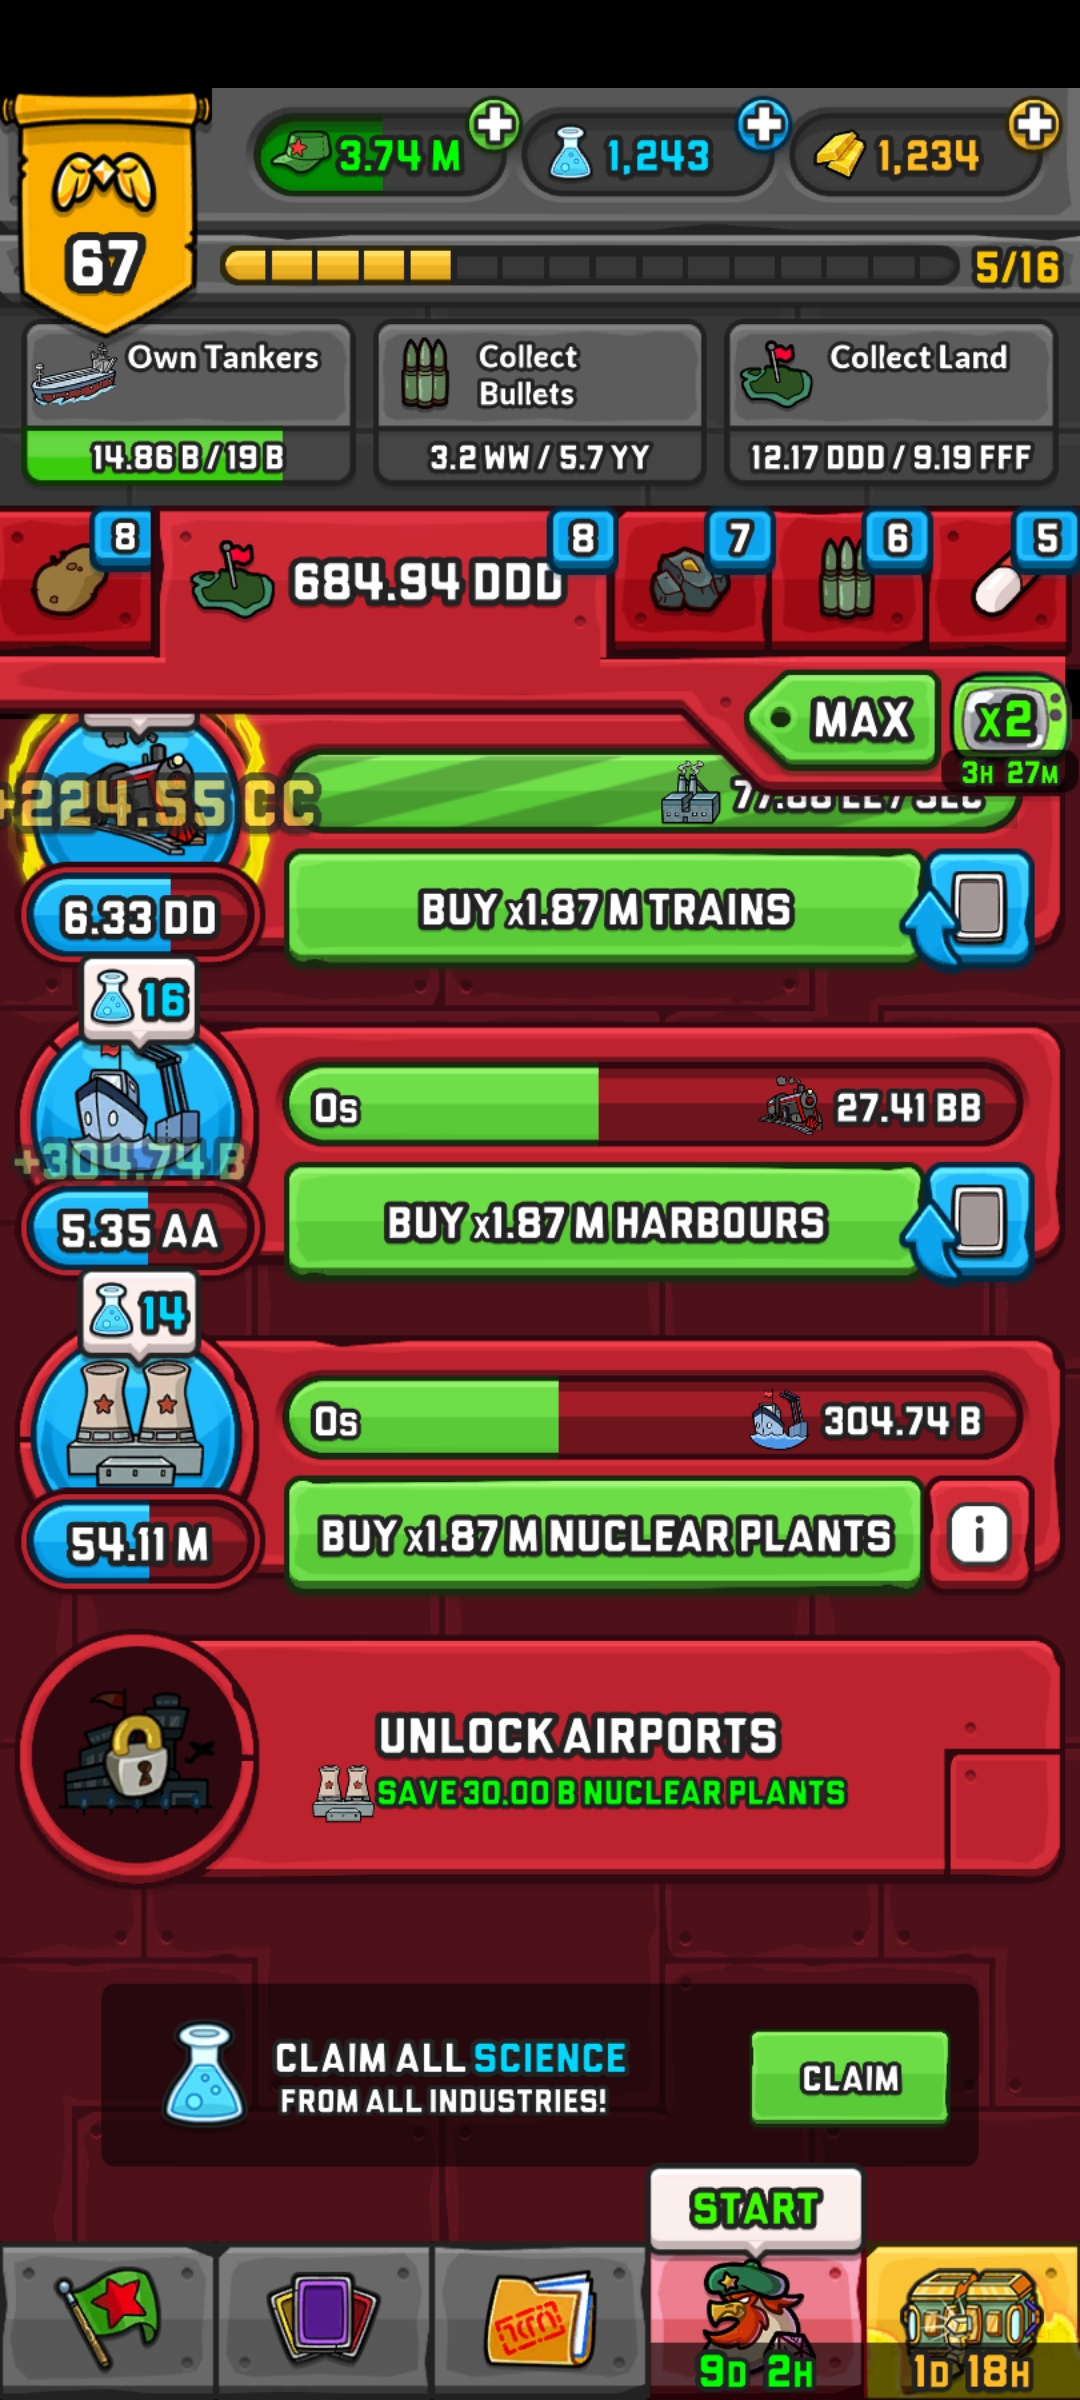 3.74 M
1,243
1,234
67
5/16
Own Tankers
14.86 B / 19 B
Collect
Bullets
3.2 WW / 5.7 YY
Collect Land
12.17 DDD / 9.19 FFF
8
684.94 DDD
8
7
6
5
MAX
x2
3H 27M
+224.55 CC
6.33 DD
BUY x1.87 M TRAINS
16
0s
27.41 BB
+304.74 B
5.35 AA
BUY x1.87 M HARBOURS
14
0s
304.74 B
54.11 M
BUY x1.87 M NUCLEAR PLANTS
i
UNLOCK AIRPORTS
SAVE 30.00 B NUCLEAR PLANTS
CLAIM ALL SCIENCE
FROM ALL INDUSTRIES!
CLAIM
START
9D 2H
1D 18H